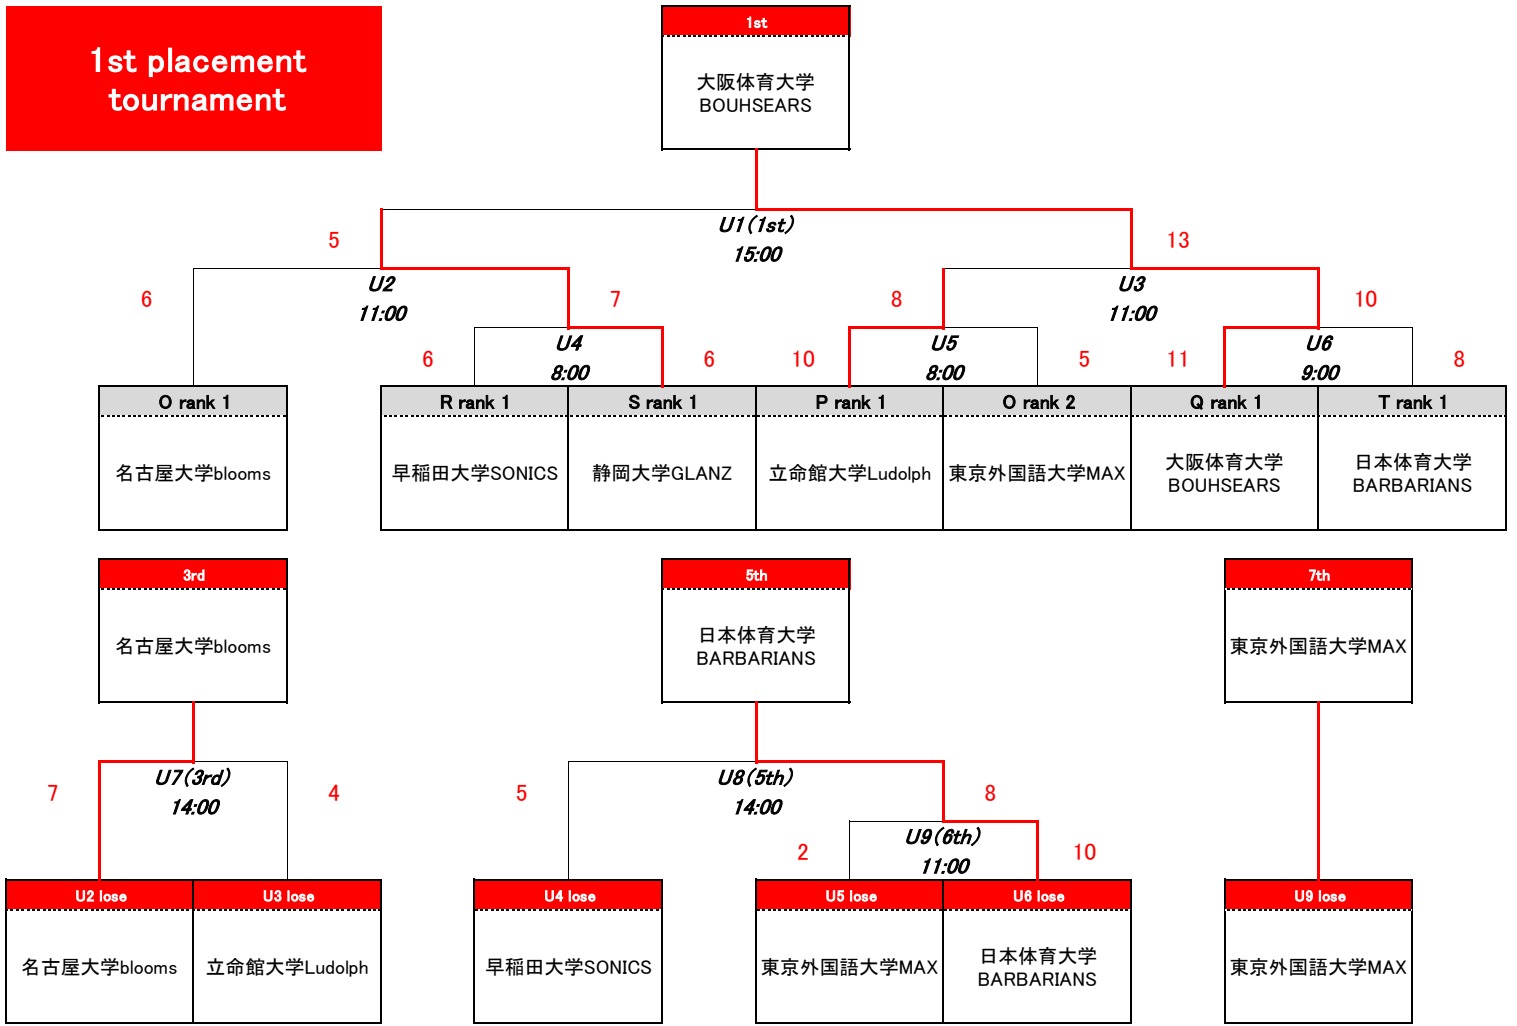 1st placement
tournament
1st
大阪体育大学
BOUHSEARS
U1(1st)
15:00
5
13
U2
11:00
6
7
U3
11:00
8
10
U4
8:00
6
6
U5
8:00
10
5
U6
9:00
11
8
O rank 1
R rank 1
S rank 1
P rank 1
O rank 2
Q rank 1
T rank 1
名古屋大学blooms
早稲田大学SONICS
静岡大学GLANZ
立命館大学Ludolph
東京外国語大学MAX
大阪体育大学
BOUHSEARS
日本体育大学
BARBARIANS
3rd
名古屋大学blooms
5th
日本体育大学
BARBARIANS
7th
東京外国語大学MAX
U7(3rd)
14:00
7
4
U8(5th)
14:00
5
8
U9(6th)
11:00
2
10
U2 lose
U3 lose
U4 lose
U5 lose
U6 lose
U9 lose
名古屋大学blooms
立命館大学Ludolph
早稲田大学SONICS
東京外国語大学MAX
日本体育大学
BARBARIANS
東京外国語大学MAX